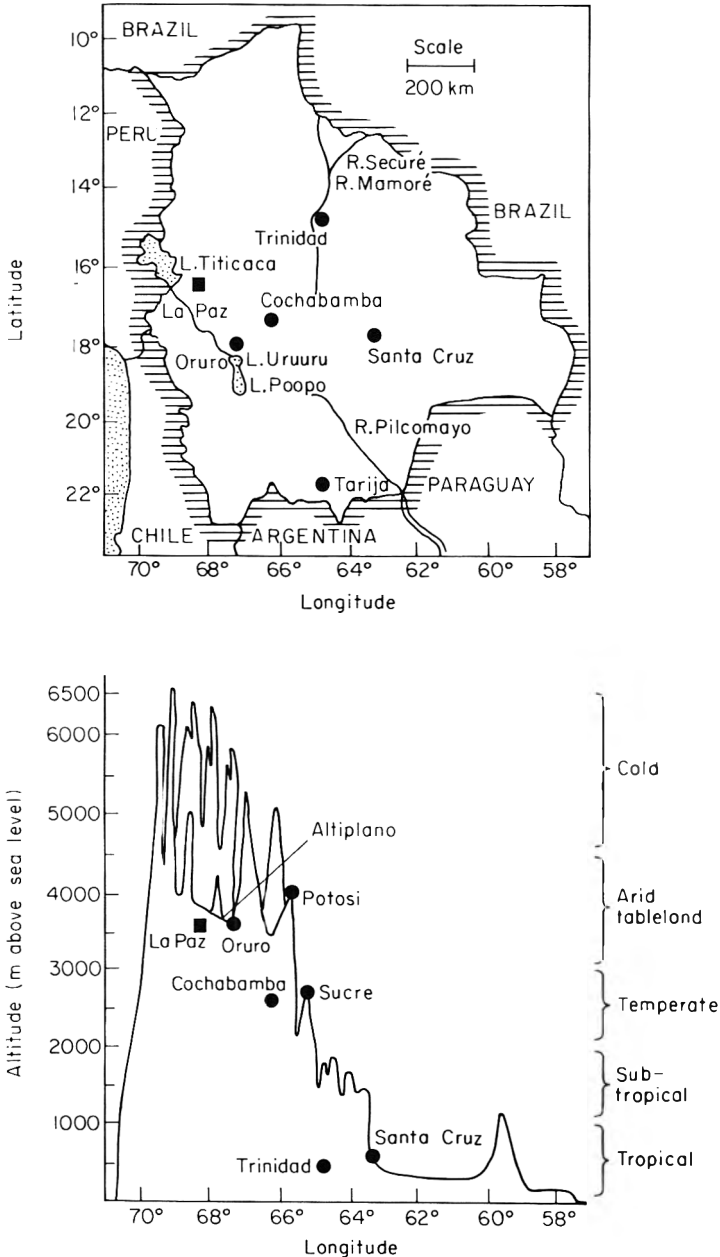 BRAZIL
Scale
200 km
PERU
R.Securé
R.Mamoré
BRAZIL
Trinidad
L.Titicaca
La Paz
Cochabamba
Oruro
L.Uruuru
Santa Cruz
L.Poopo
R.Pilcomayo
Tarija
PARAGUAY
CHILE
ARGENTINA
10°
12°
14°
16°
18°
20°
22°
Latitude
70° 68° 66° 64° 62° 60° 58°
Longitude
6500
6000
5000
4000
3000
2000
1000
Altitude (m above sea level)
Altiplano
Potosi
La Paz
Oruro
Cochabamba
Sucre
Santa Cruz
Trinidad
Cold
Arid
tablelond
Temperate
Sub-
tropical
Tropical
70° 68° 66° 64° 62° 60° 58°
Longitude